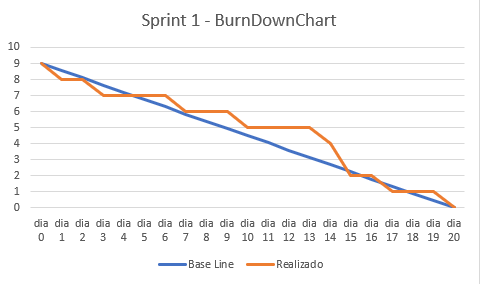 Sprint 1 - BurnDownChart
10
9
8
7
6
5
4
3
2
1
0
dia dia dia dia dia dia dia dia dia dia dia dia dia dia dia dia dia dia dia dia dia
0 1 2 3 4 5 6 7 8 9 10 11 12 13 14 15 16 17 18 19 20
Base Line Realizado